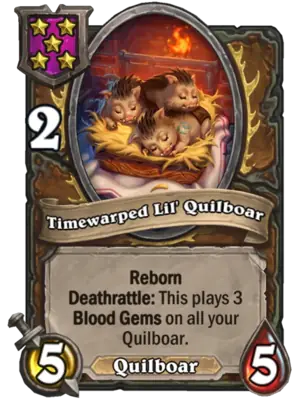 2
Timewarped Lil' Quilboar
Reborn
Deathrattle: This plays 3
Blood Gems on all your
Quilboar.
5
Quilboar
5